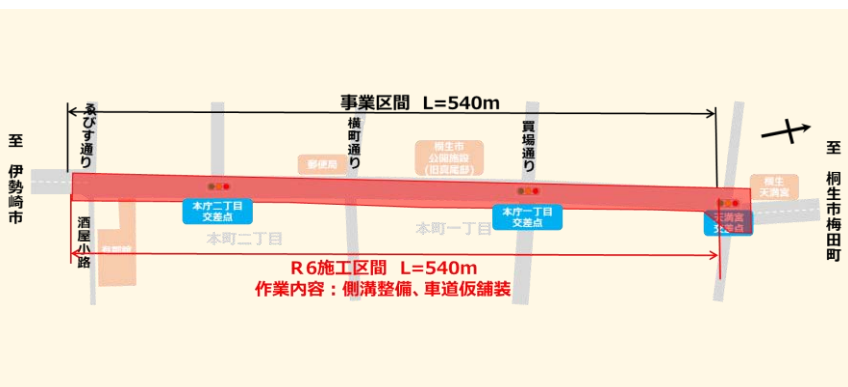 事業区間 L=540m
ゑびす通り
横町通り
買場通り
至 伊勢崎市
至 桐生市梅田町
郵便局
桐生市
公開施設
(旧眞尾邸)
桐生
天満宮
本庁二丁目
交差点
本庁一丁目
交差点
天満宮
交差点
酒屋小路
本町二丁目
本町一丁目
R6施工区間 L=540m
作業内容：側溝整備、車道仮舗装